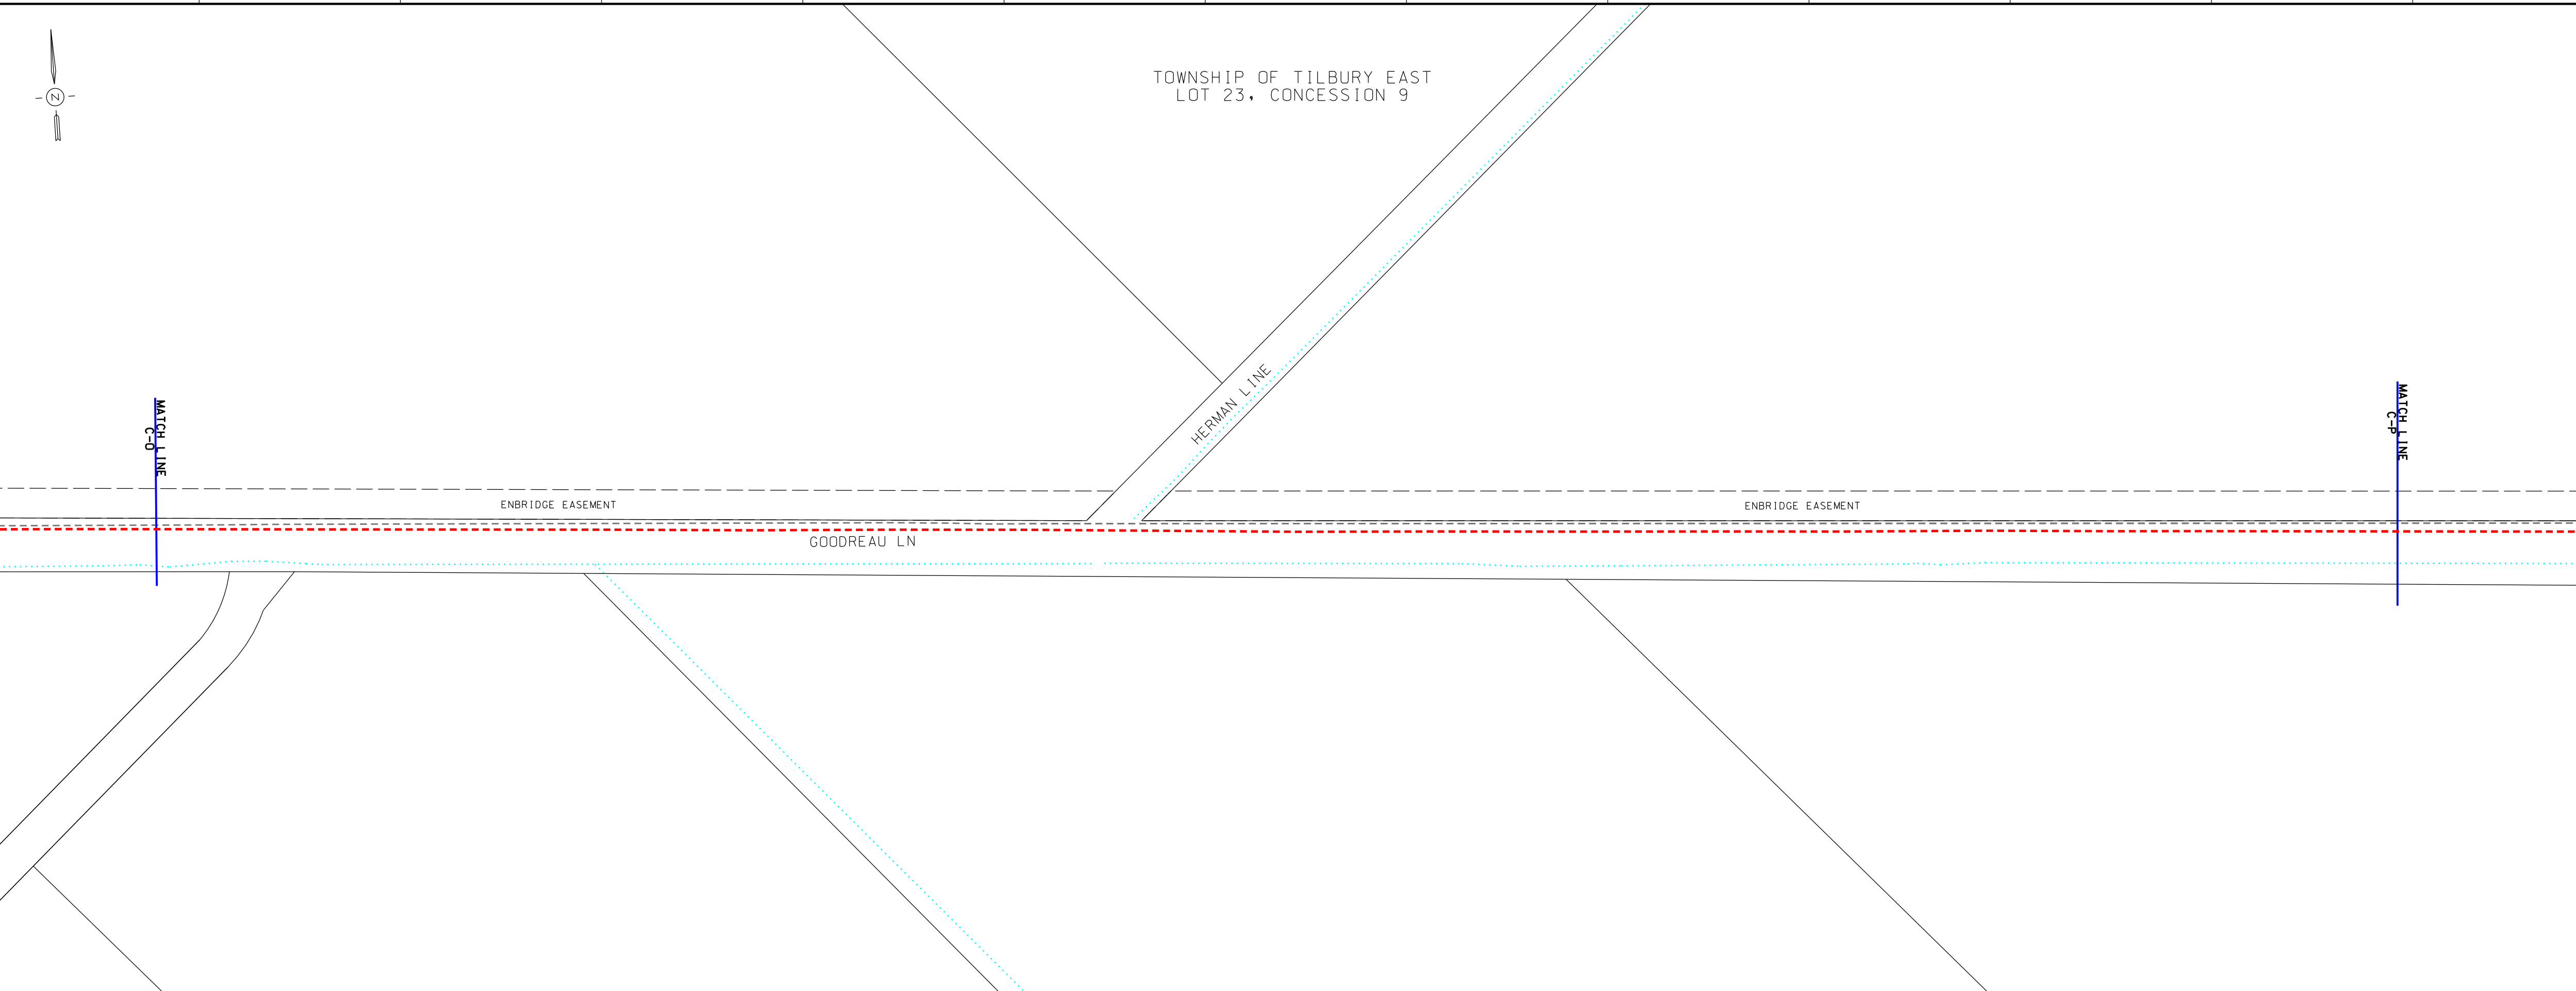 TOWNSHIP OF TILBURY EAST
LOT 23, CONCESSION 9
N
HERMAN LINE
MATCH LINE
C-O
MATCH LINE
C-P
ENBRIDGE EASEMENT
ENBRIDGE EASEMENT
GOODREAU LN